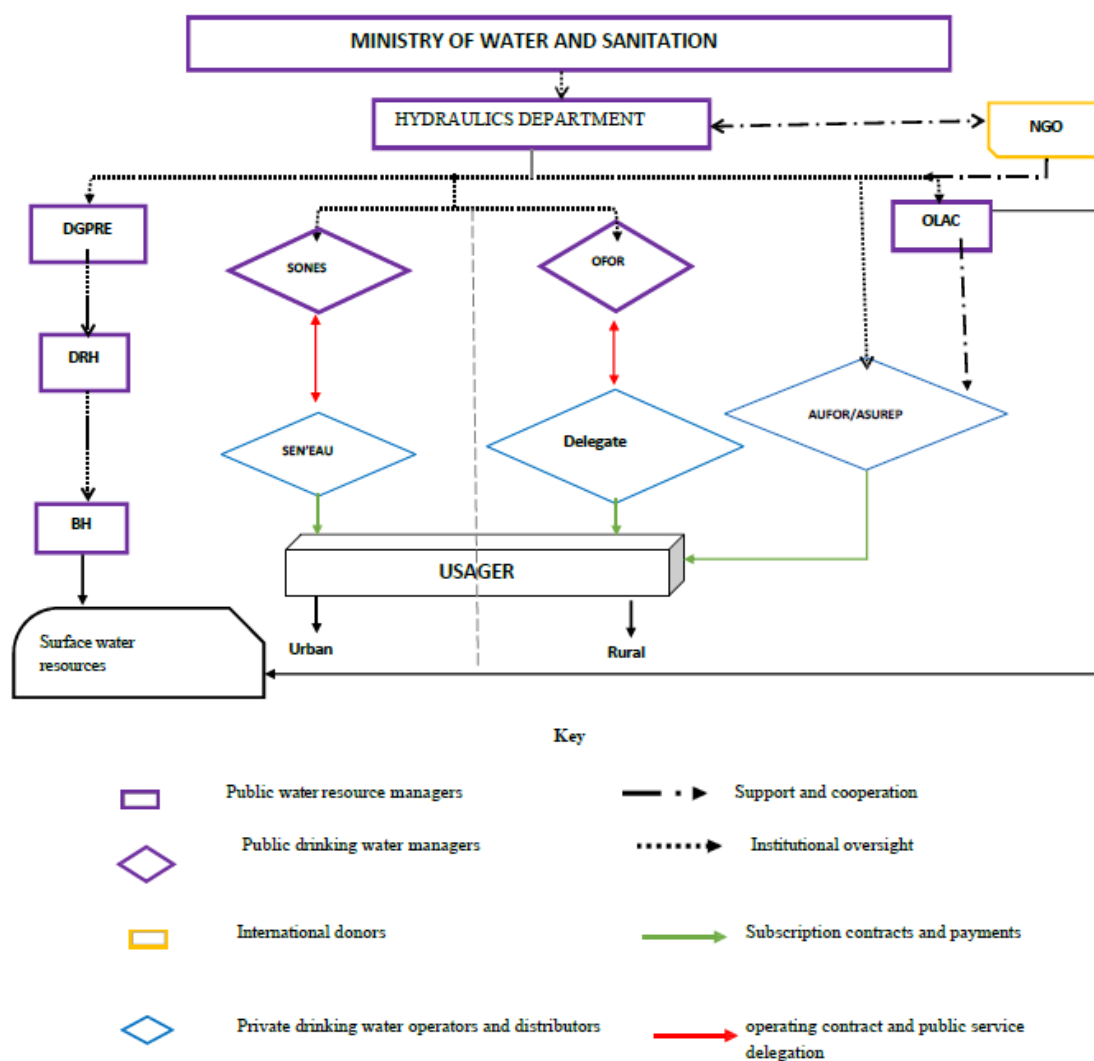 MINISTRY OF WATER AND SANITATION
HYDRAULICS DEPARTMENT
NGO
DGPRE
OLAC
SONES
OFOR
DRH
AUFOR/ASUREP
SEN'EAU
Delegate
BH
USAGER
Surface water
resources
Urban
Rural
Key
Public water resource managers
Support and cooperation
Public drinking water managers
Institutional oversight
International donors
Subscription contracts and payments
Private drinking water operators and distributors
operating contract and public service
delegation